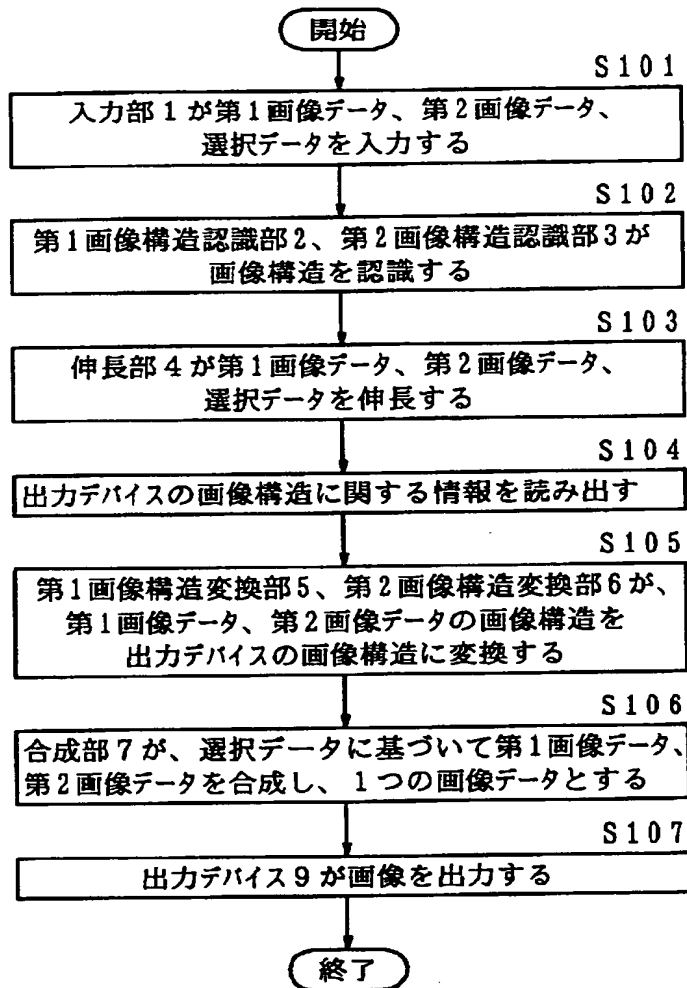 開始
S101
入力部1が第1画像データ、第2画像データ、
選択データを入力する
S102
第1画像構造認識部2、第2画像構造認識部3が
画像構造を認識する
S103
伸長部4が第1画像データ、第2画像データ、
選択データを伸長する
S104
出力デバイスの画像構造に関する情報を読み出す
S105
第1画像構造変換部5、第2画像構造変換部6が、
第1画像データ、第2画像データの画像構造を
出力デバイスの画像構造に変換する
S106
合成部7が、選択データに基づいて第1画像データ、
第2画像データを合成し、1つの画像データとする
S107
出力デバイス9が画像を出力する
終了